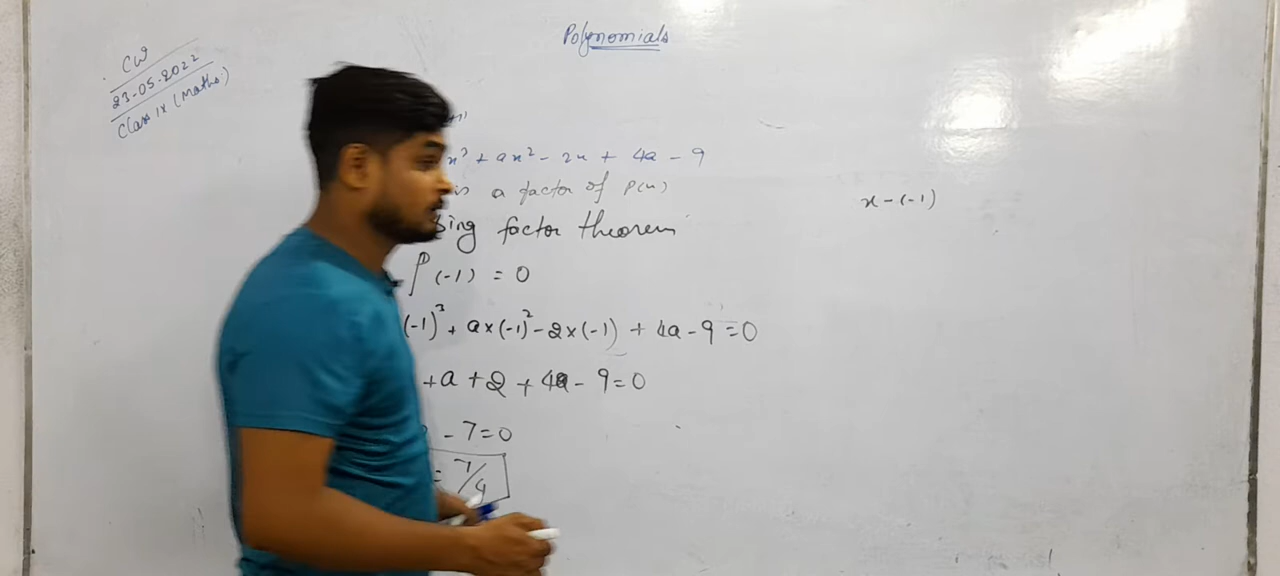 Polynomials
CW
23-05-2022
Class IX (Maths)
x³ + ax² - 2x + 4a - 9
is a factor of P(x)
x - (-1)
sing factor theorem
P(-1) = 0
(-1)³ + a×(-1)² - 2×(-1) + 4a - 9 = 0
+ a + 2 + 4a - 9 = 0
- 7 = 0
= 7/4